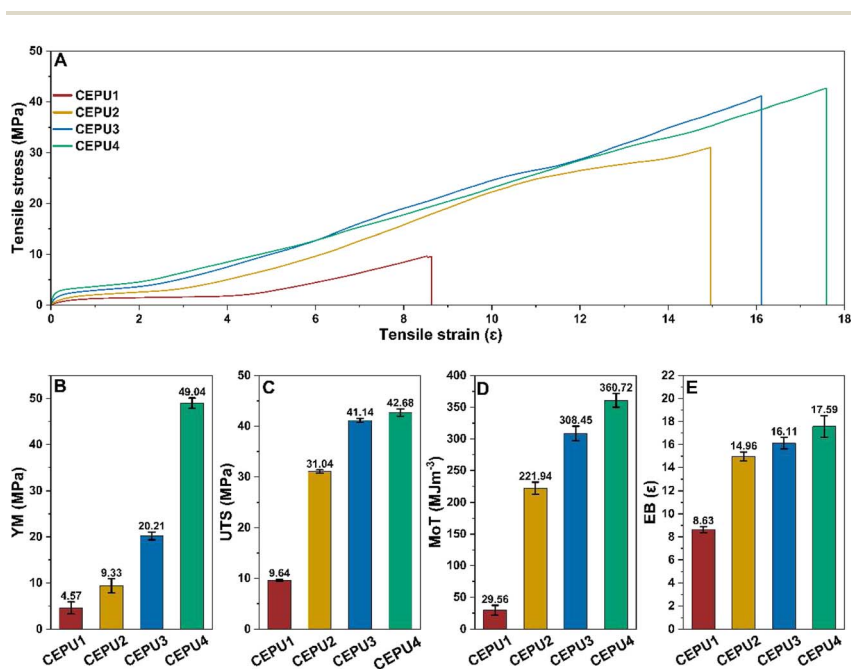 A
CEPU1
CEPU2
CEPU3
CEPU4
Tensile stress (MPa)
50
40
30
20
10
0
0 2 4 6 8 10 12 14 16 18
Tensile strain (ε)
B
YM (MPa)
50
40
30
20
10
0
4.57
9.33
20.21
49.04
CEPU1 CEPU2 CEPU3 CEPU4
C
UTS (MPa)
50
40
30
20
10
0
9.64
31.04
41.14
42.68
CEPU1 CEPU2 CEPU3 CEPU4
D
MoT (MJm⁻³)
400
350
300
250
200
150
100
50
0
29.56
221.94
308.45
360.72
CEPU1 CEPU2 CEPU3 CEPU4
E
EB (ε)
22
20
18
16
14
12
10
8
6
4
2
0
8.63
14.96
16.11
17.59
CEPU1 CEPU2 CEPU3 CEPU4